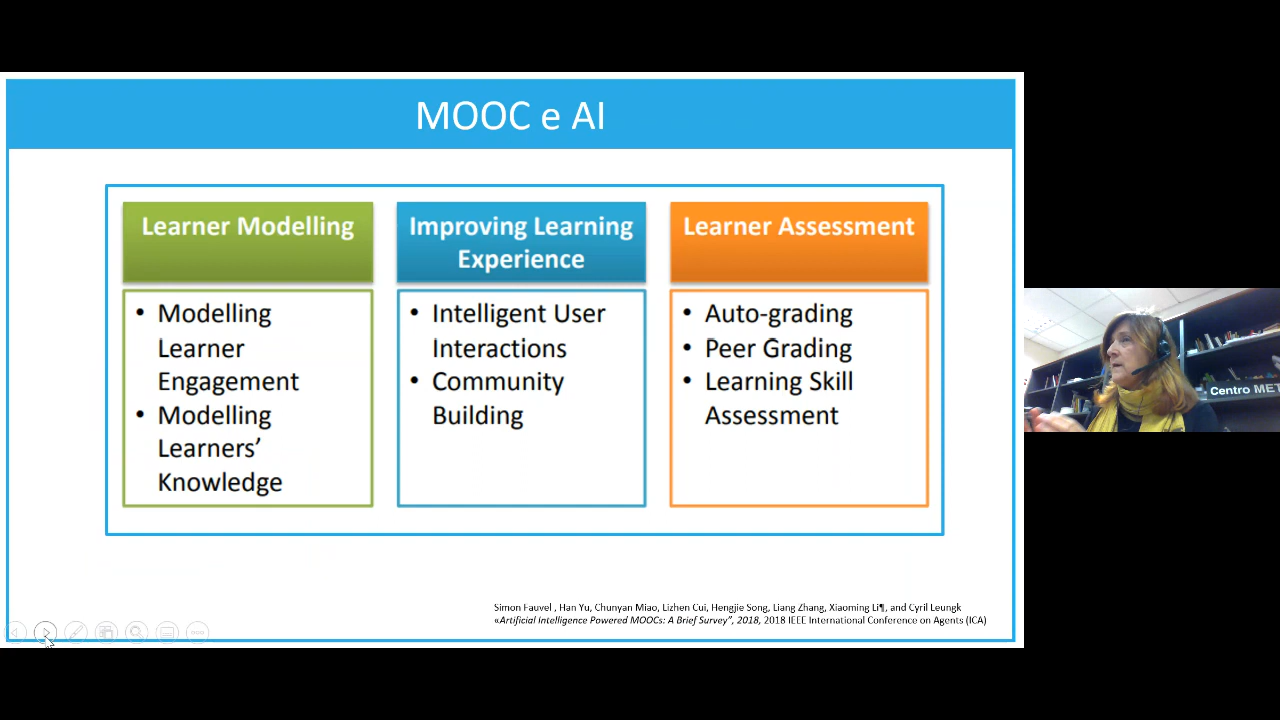 MOOC e AI
Learner Modelling
• Modelling
Learner
Engagement
• Modelling
Learners’
Knowledge
Improving Learning
Experience
• Intelligent User
Interactions
• Community
Building
Learner Assessment
• Auto-grading
• Peer Grading
• Learning Skill
Assessment
Simon Fauvel , Han Yu, Chunyan Miao, Lizhen Cui, Hengjie Song, Liang Zhang, Xiaoming Li¶, and Cyril Leungk
«Artificial Intelligence Powered MOOCs: A Brief Survey”, 2018, 2018 IEEE International Conference on Agents (ICA)
Centro MET